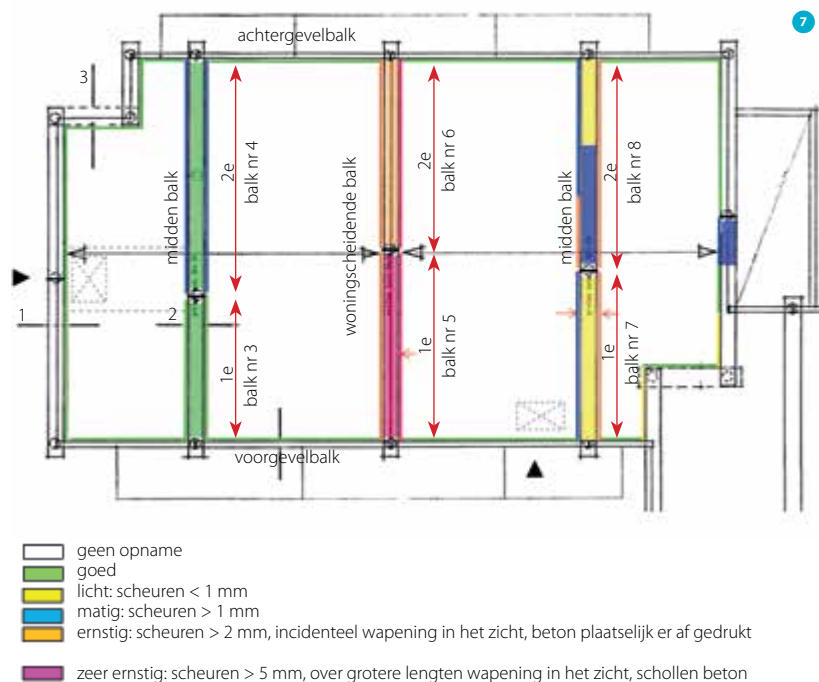 7
achtergevelbalk
3
midden balk
2e
balk nr 4
woningscheidende balk
2e
balk nr 6
midden balk
2e
balk nr 8
1
2
1e
balk nr 3
1e
balk nr 5
1e
balk nr 7
voorgevelbalk
geen opname
goed
licht: scheuren < 1 mm
matig: scheuren > 1 mm
ernstig: scheuren > 2 mm, incidenteel wapening in het zicht, beton plaatselijk er af gedrukt
zeer ernstig: scheuren > 5 mm, over grotere lengten wapening in het zicht, schollen beton